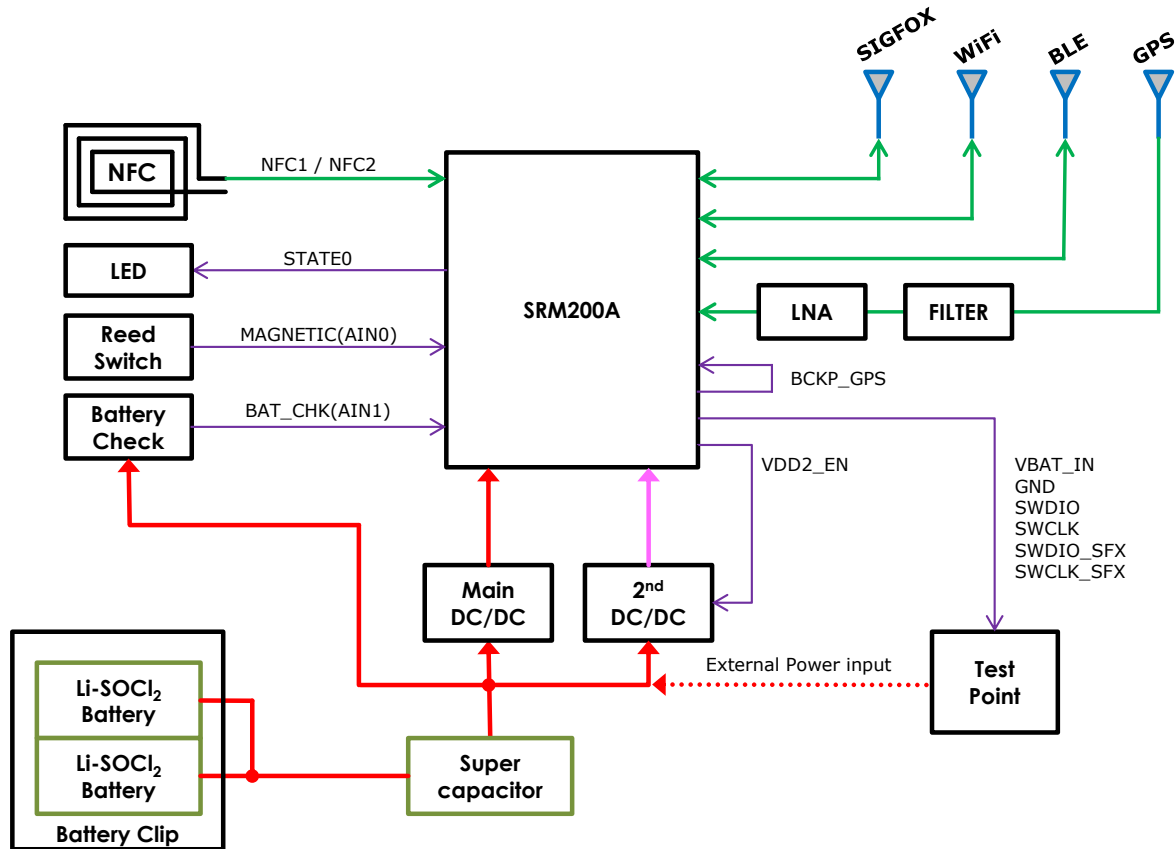 SIGFOX
WiFi
BLE
GPS
NFC
NFC1 / NFC2
LED
STATE0
SRM200A
LNA
FILTER
Reed
Switch
MAGNETIC(AIN0)
BCKP_GPS
Battery
Check
BAT_CHK(AIN1)
VDD2_EN
VBAT_IN
GND
SWDIO
SWCLK
SWDIO_SFX
SWCLK_SFX
Main
DC/DC
2nd
DC/DC
External Power input
Test
Point
Li-SOCl2
Battery
Li-SOCl2
Battery
Battery Clip
Super
capacitor